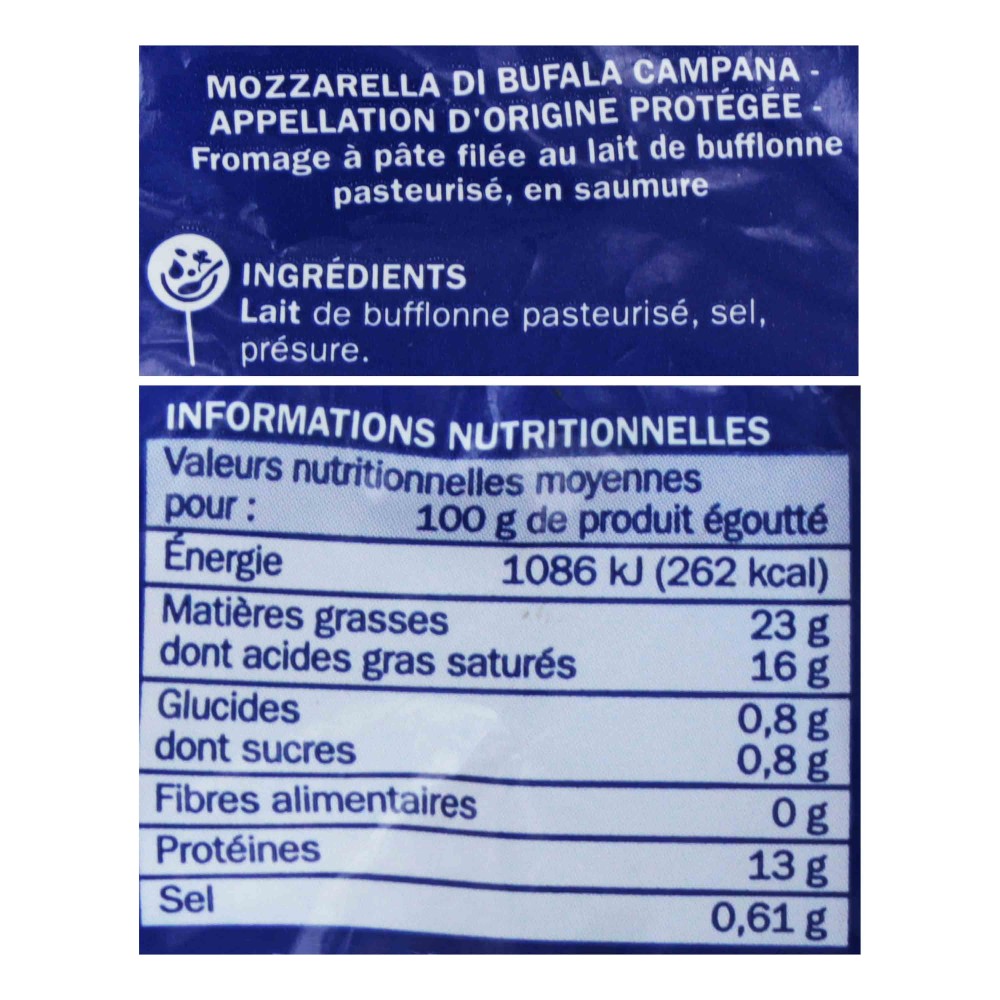 MOZZARELLA DI BUFALA CAMPANA -
APPELLATION D'ORIGINE PROTÉGÉE -
Fromage à pâte filée au lait de bufflonne
pasteurisé, en saumure
INGRÉDIENTS
Lait de bufflonne pasteurisé, sel,
présure.
INFORMATIONS NUTRITIONNELLES
Valeurs nutritionnelles moyennes
pour : 100 g de produit égoutté
Énergie 1086 kJ (262 kcal)
Matières grasses 23 g
dont acides gras saturés 16 g
Glucides 0,8 g
dont sucres 0,8 g
Fibres alimentaires 0 g
Protéines 13 g
Sel 0,61 g